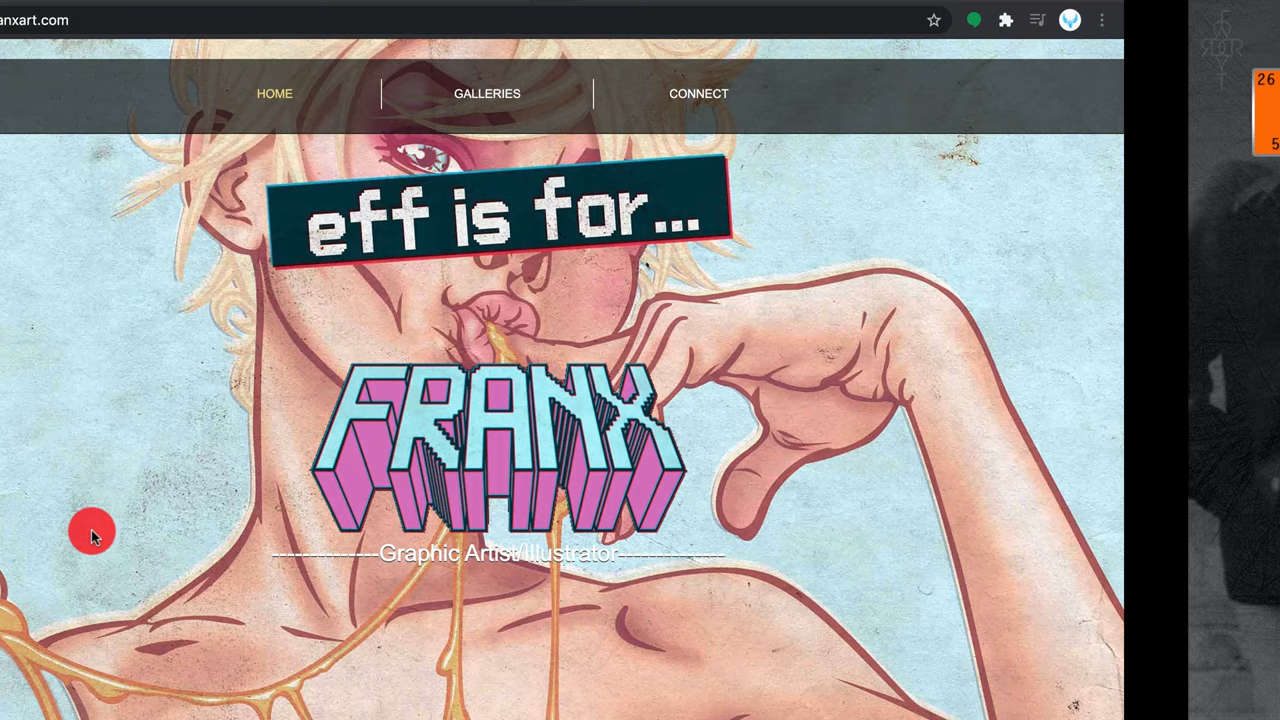 anxart.com
HOME GALLERIES CONNECT
eff is for...
FRANX
--------------Graphic Artist/Illustrator--------------
26
5